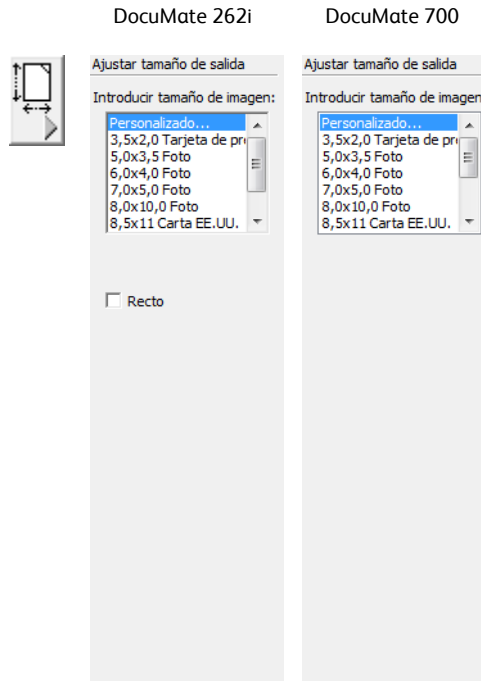 DocuMate 262i
DocuMate 700
Ajustar tamaño de salida
Introducir tamaño de imagen:
Personalizado...
3,5x2,0 Tarjeta de pr
5,0x3,5 Foto
6,0x4,0 Foto
7,0x5,0 Foto
8,0x10,0 Foto
8,5x11 Carta EE.UU.
Recto
Ajustar tamaño de salida
Introducir tamaño de imagen
Personalizado...
3,5x2,0 Tarjeta de pr
5,0x3,5 Foto
6,0x4,0 Foto
7,0x5,0 Foto
8,0x10,0 Foto
8,5x11 Carta EE.UU.